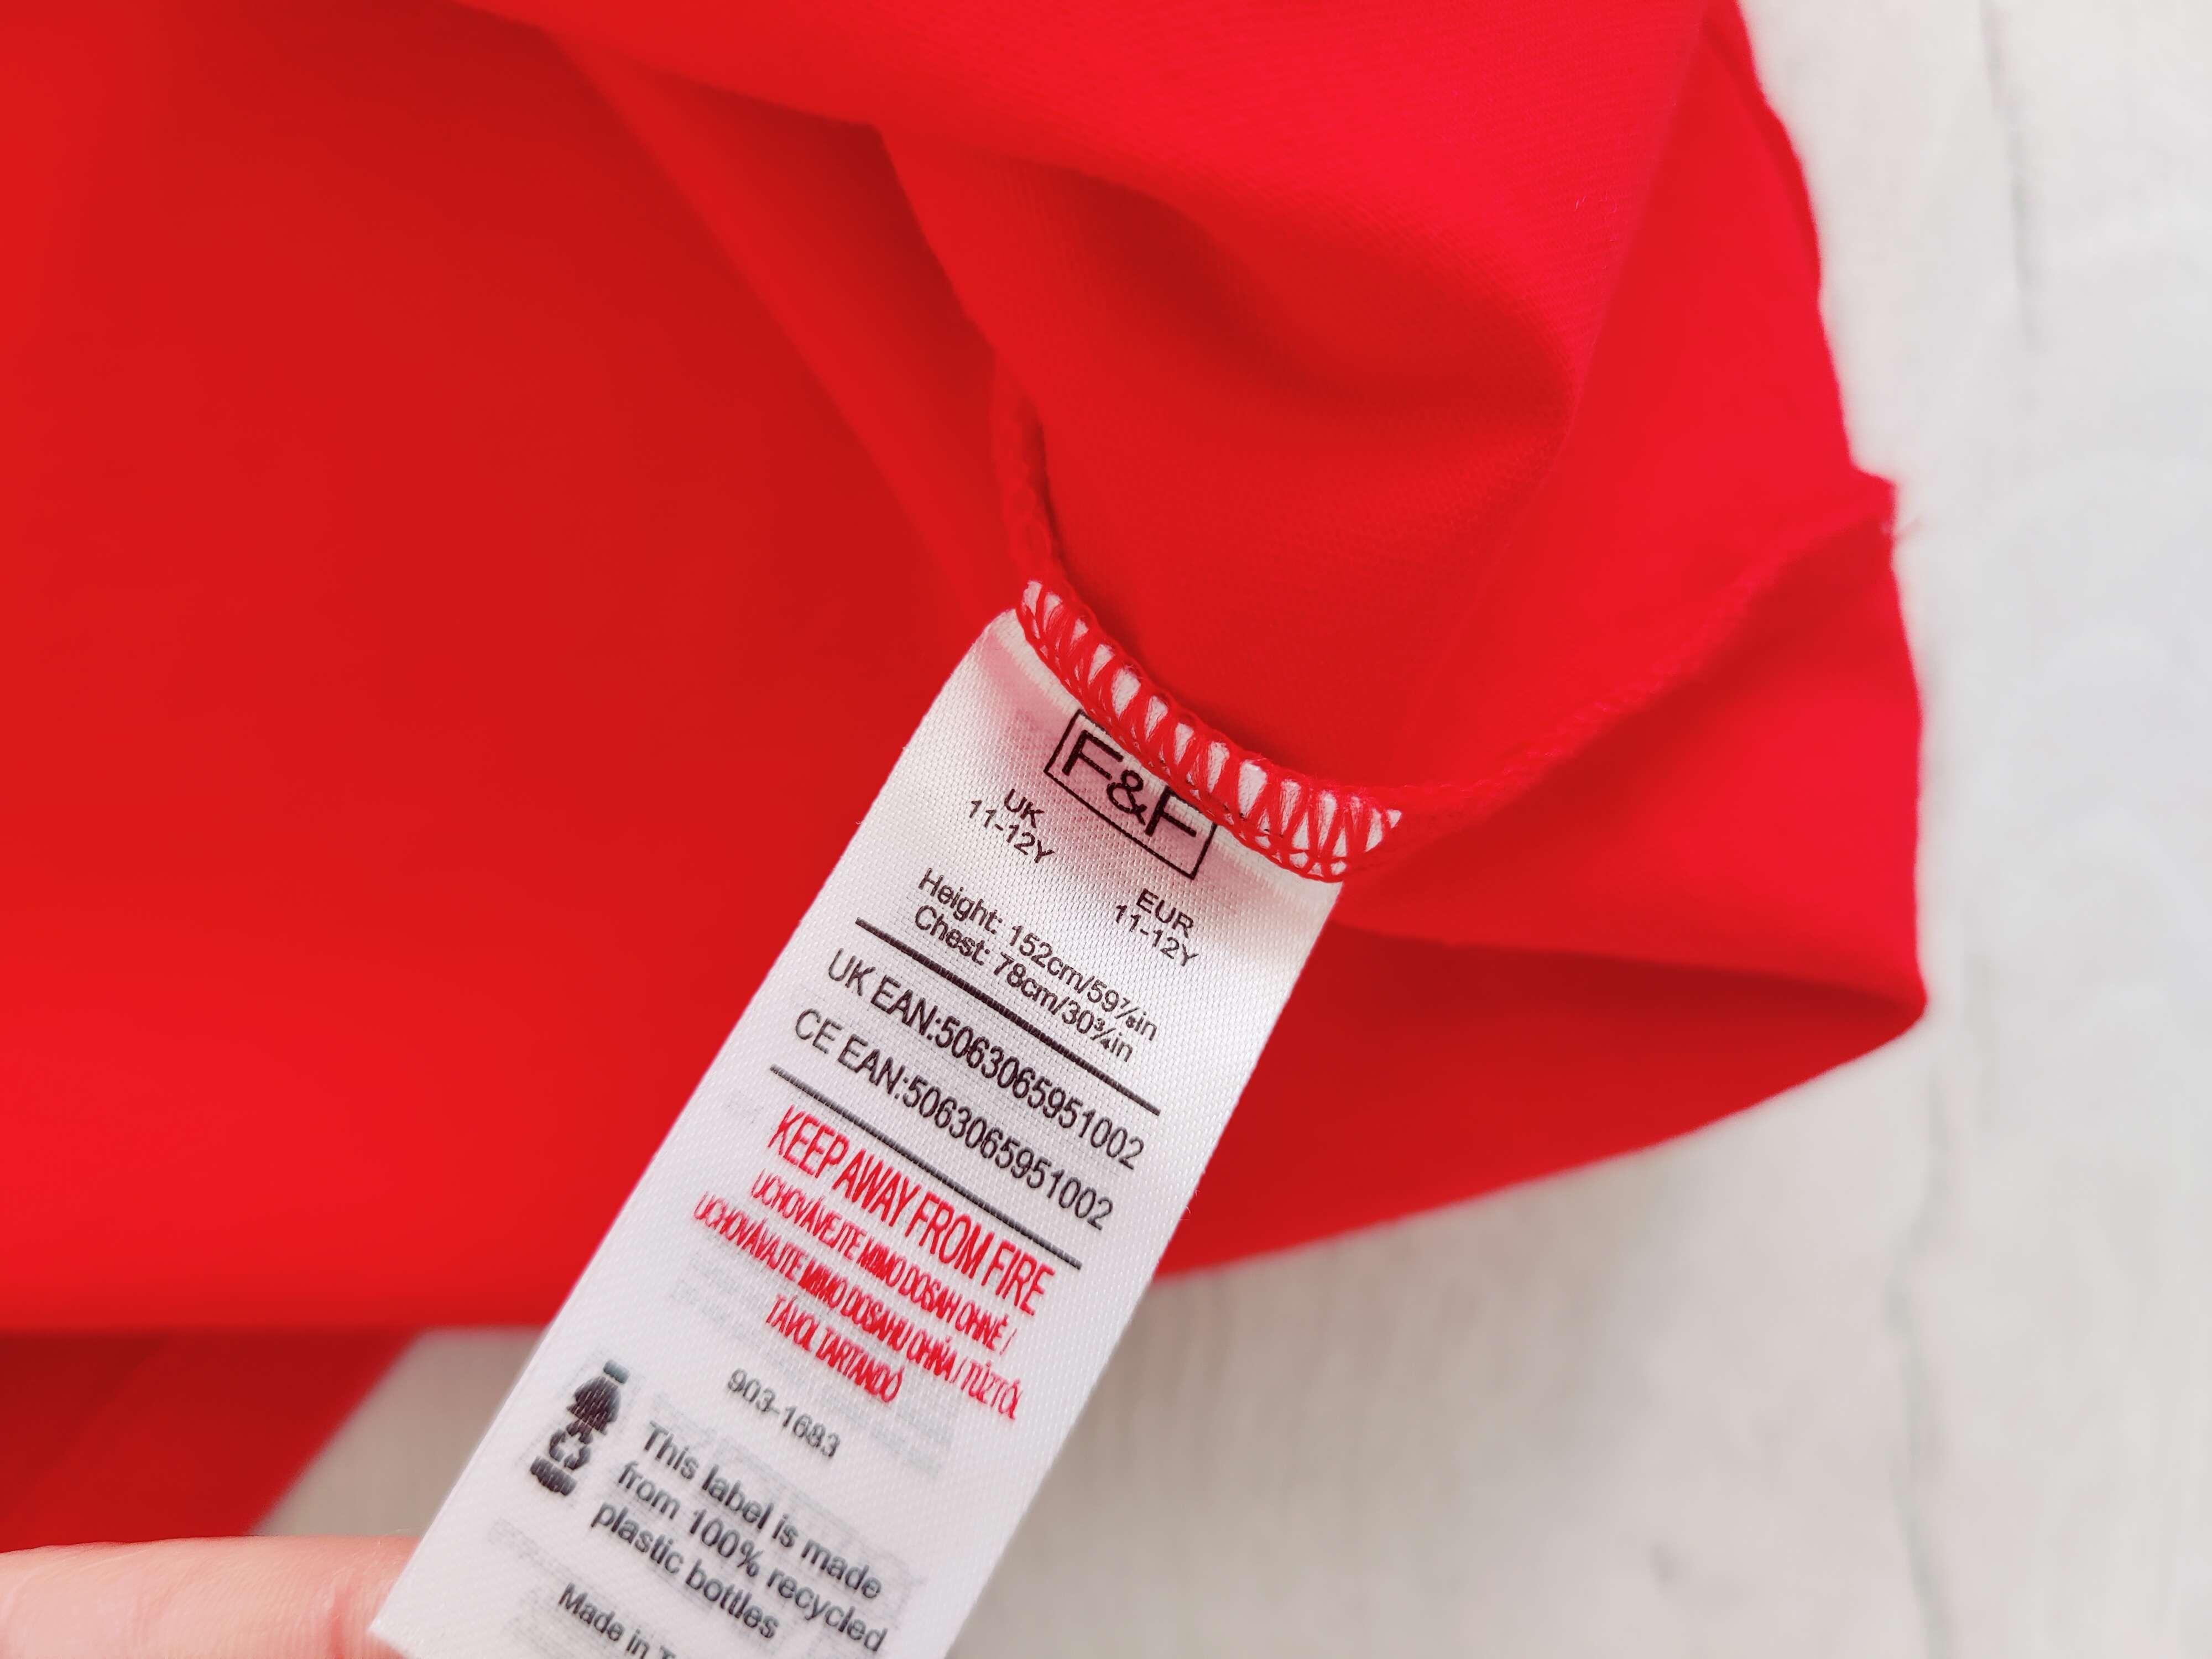 F&F
UK
11-12Y
EUR
11-12Y
Height: 152cm/59⅞in
Chest: 78cm/30¾in
UK EAN:5063065951002
CE EAN:5063065951002
KEEP AWAY FROM FIRE
UCHOVÁVEJTE MIMO DOSAH OHNĚ /
UCHOVÁVAJTE MIMO DOSAHU OHŇA / TŰZTŐL
TÁVOL TARTANDÓ
903-1683
This label is made
from 100% recycled
plastic bottles
Made in